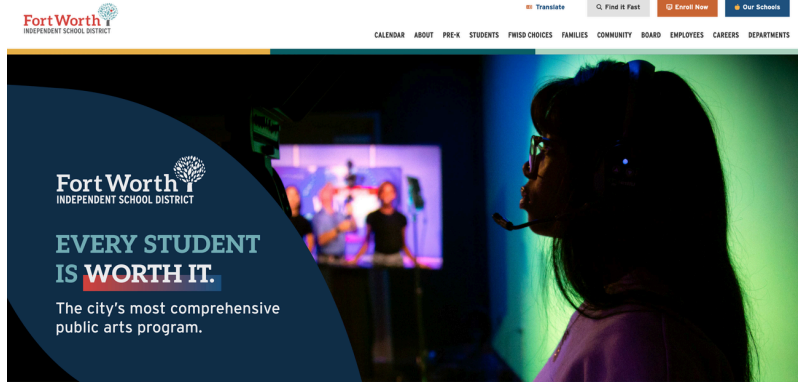 Fort Worth
INDEPENDENT SCHOOL DISTRICT
Translate
Find it Fast
Enroll Now
Our Schools
CALENDAR ABOUT PRE-K STUDENTS FWISD CHOICES FAMILIES COMMUNITY BOARD EMPLOYEES CAREERS DEPARTMENTS
Fort Worth
INDEPENDENT SCHOOL DISTRICT
EVERY STUDENT
IS WORTH IT.
The city's most comprehensive
public arts program.